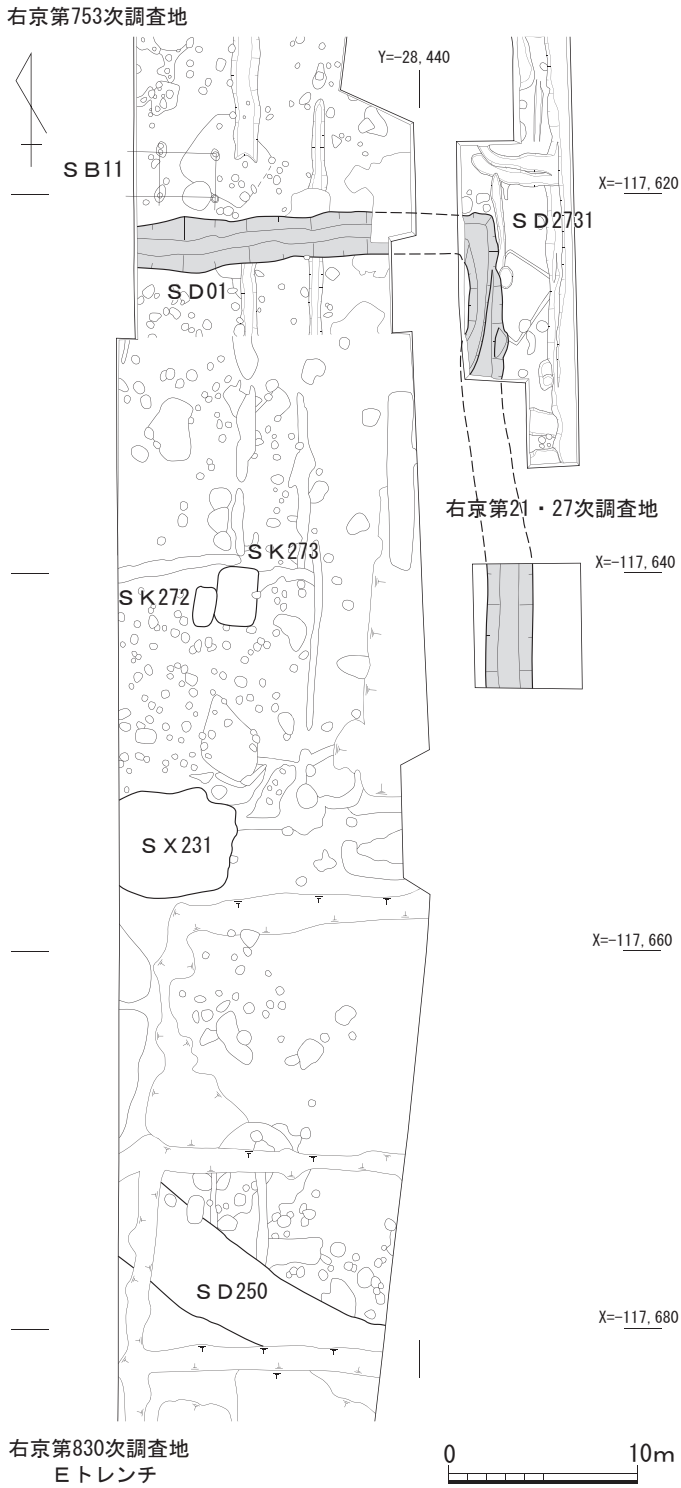 右京第753次調査地
Y=-28,440
ＳＢ11
X=-117,620
ＳＤ2731
ＳＤ01
右京第21・27次調査地
ＳＫ273
X=-117,640
ＳＫ272
ＳＸ231
X=-117,660
ＳＤ250
X=-117,680
右京第830次調査地
Ｅトレンチ
0 10m